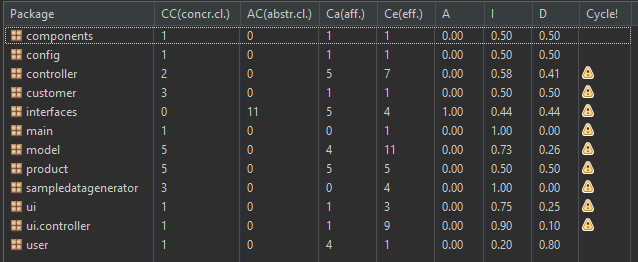 Package CC(concr.cl.) AC(abstr.cl.) Ca(aff.) Ce(eff.) A I D Cycle!
components 1 0 1 1 0.00 0.50 0.50
config 1 0 1 1 0.00 0.50 0.50
controller 2 0 5 7 0.00 0.58 0.41
customer 3 0 1 1 0.00 0.50 0.50
interfaces 0 11 5 4 1.00 0.44 0.44
main 1 0 0 1 0.00 1.00 0.00
model 5 0 4 11 0.00 0.73 0.26
product 5 0 5 5 0.00 0.50 0.50
sampledatagenerator 3 0 0 4 0.00 1.00 0.00
ui 1 0 1 3 0.00 0.75 0.25
ui.controller 1 0 1 9 0.00 0.90 0.10
user 1 0 4 1 0.00 0.20 0.80